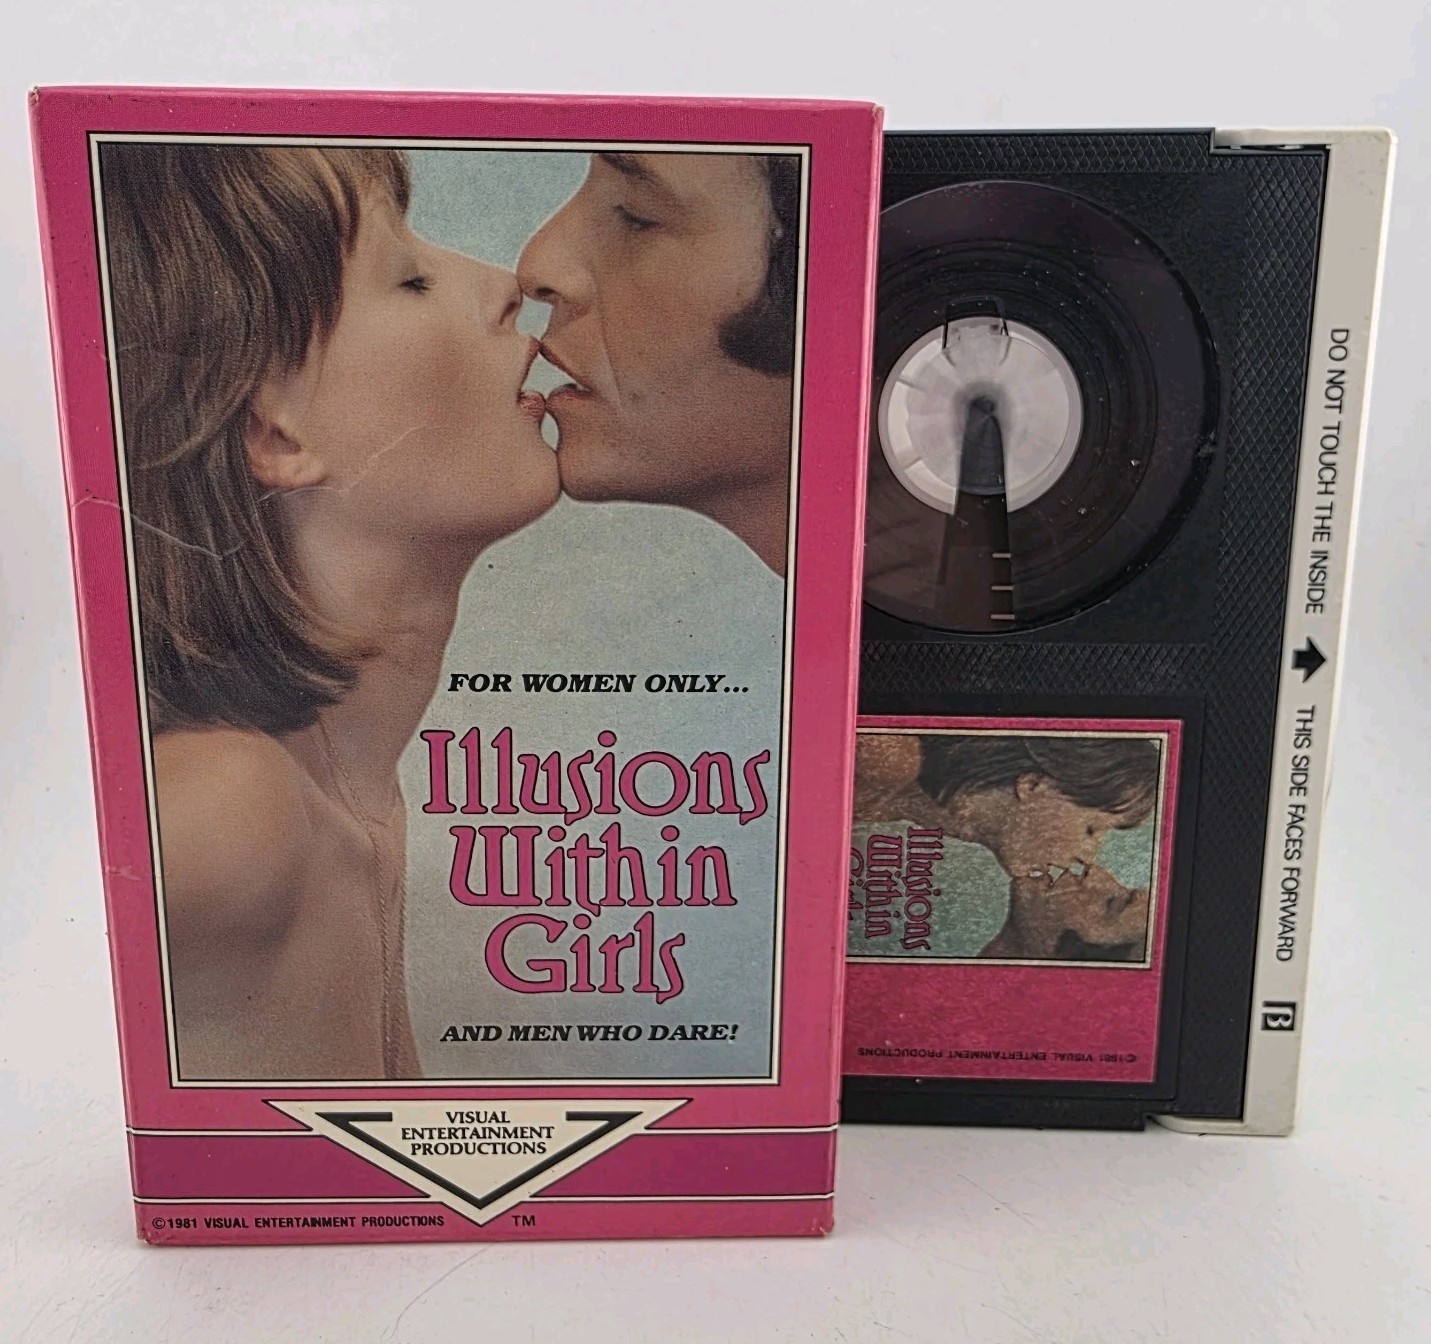 FOR WOMEN ONLY...
Illusions
Within
Girls
AND MEN WHO DARE!
VISUAL
ENTERTAINMENT
PRODUCTIONS
©1981 VISUAL ENTERTAINMENT PRODUCTIONS
TM
DO NOT TOUCH THE INSIDE THIS SIDE FACES FORWARD
β
Illusions
Within
Girls
©1981 VISUAL ENTERTAINMENT PRODUCTIONS